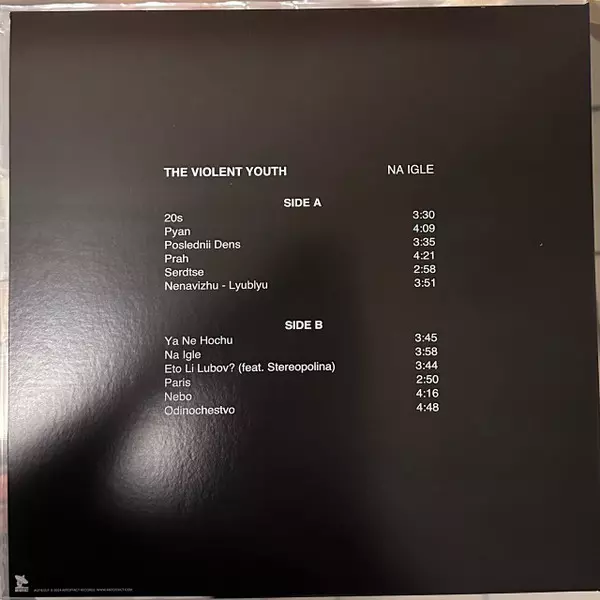 THE VIOLENT YOUTH NA IGLE
SIDE A
20s 3:30
Pyan 4:09
Poslednii Dens 3:35
Prah 4:21
Serdtse 2:58
Nenavizhu - Lyublyu 3:51
SIDE B
Ya Ne Hochu 3:45
Na Igle 3:58
Eto Li Lubov? (feat. Stereopolina) 3:44
Paris 2:50
Nebo 4:16
Odinochestvo 4:48